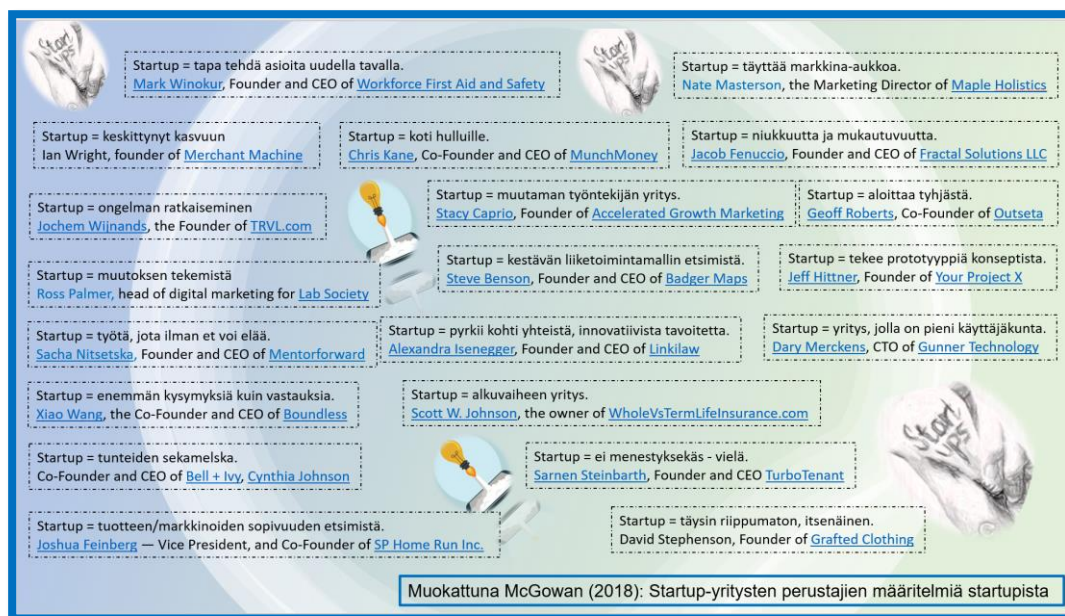 Start ups
Start ups
Startup = tapa tehdä asioita uudella tavalla.
Mark Winokur, Founder and CEO of Workforce First Aid and Safety
Startup = täyttää markkina-aukkoa.
Nate Masterson, the Marketing Director of Maple Holistics
Startup = keskittynyt kasvuun
Ian Wright, founder of Merchant Machine
Startup = koti hulluille.
Chris Kane, Co-Founder and CEO of MunchMoney
Startup = niukkuutta ja mukautuvuutta.
Jacob Fenuccio, Founder and CEO of Fractal Solutions LLC
Startup = ongelman ratkaiseminen
Jochem Wijnands, the Founder of TRVL.com
Startup = muutaman työntekijän yritys.
Stacy Caprio, Founder of Accelerated Growth Marketing
Startup = aloittaa tyhjästä.
Geoff Roberts, Co-Founder of Outseta
Startup = muutoksen tekemistä
Ross Palmer, head of digital marketing for Lab Society
Startup = kestävän liiketoimintamallin etsimistä.
Steve Benson, Founder and CEO of Badger Maps
Startup = tekee prototyyppiä konseptista.
Jeff Hittner, Founder of Your Project X
Startup = työtä, jota ilman et voi elää.
Sacha Nitsetska, Founder and CEO of Mentorforward
Startup = pyrkii kohti yhteistä, innovatiivista tavoitetta.
Alexandra Isenegger, Founder and CEO of Linkilaw
Startup = yritys, jolla on pieni käyttäjäkunta.
Dary Merckens, CTO of Gunner Technology
Startup = enemmän kysymyksiä kuin vastauksia.
Xiao Wang, the Co-Founder and CEO of Boundless
Startup = alkuvaiheen yritys.
Scott W. Johnson, the owner of WholeVsTermLifeInsurance.com
Start ups
Startup = tunteiden sekamelska.
Co-Founder and CEO of Bell + Ivy, Cynthia Johnson
Startup = ei menestyksekäs - vielä.
Sarnen Steinbarth, Founder and CEO TurboTenant
Startup = tuotteen/markkinoiden sopivuuden etsimistä.
Joshua Feinberg — Vice President, and Co-Founder of SP Home Run Inc.
Startup = täysin riippumaton, itsenäinen.
David Stephenson, Founder of Grafted Clothing
Muokattuna McGowan (2018): Startup-yritysten perustajien määritelmiä startupista